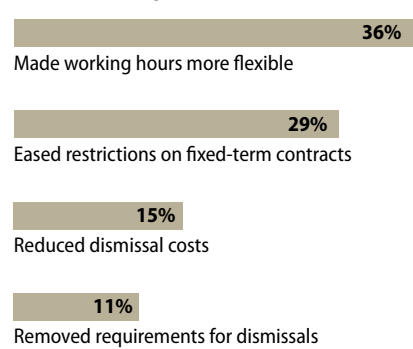 36%
Made working hours more flexible
29%
Eased restrictions on fixed-term contracts
15%
Reduced dismissal costs
11%
Removed requirements for dismissals